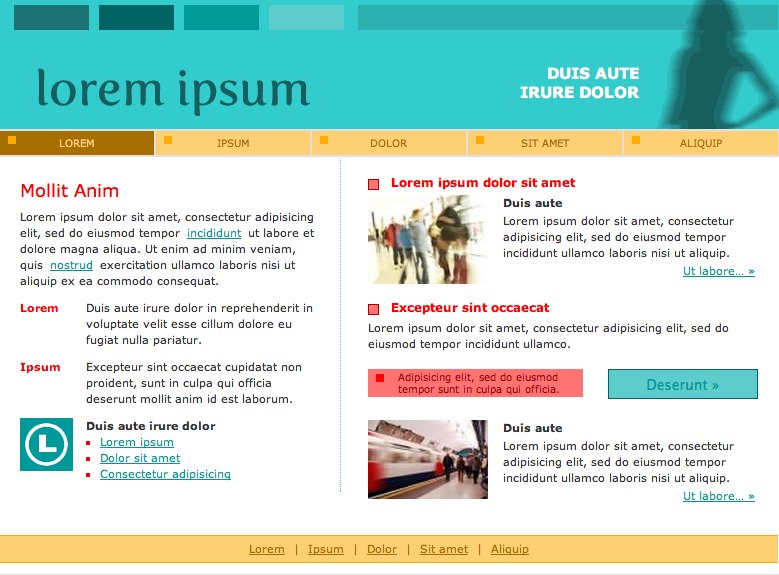 lorem ipsum
DUIS AUTE
IRURE DOLOR
LOREM
IPSUM
DOLOR
SIT AMET
ALIQUIP
Mollit Anim
Lorem ipsum dolor sit amet, consectetur adipisicing
elit, sed do eiusmod tempor incididunt ut labore et
dolore magna aliqua. Ut enim ad minim veniam,
quis nostrud exercitation ullamco laboris nisi ut
aliquip ex ea commodo consequat.
Lorem
Duis aute irure dolor in reprehenderit in
voluptate velit esse cillum dolore eu
fugiat nulla pariatur.
Ipsum
Excepteur sint occaecat cupidatat non
proident, sunt in culpa qui officia
deserunt mollit anim id est laborum.
L
Duis aute irure dolor
Lorem ipsum
Dolor sit amet
Consectetur adipisicing
Lorem ipsum dolor sit amet
Duis aute
Lorem ipsum dolor sit amet, consectetur
adipisicing elit, sed do eiusmod tempor
incididunt ut labore et dolore magna aliqua.
Ut labore... »
Excepteur sint occaecat
Lorem ipsum dolor sit amet, consectetur adipisicing elit, sed do
eiusmod tempor incididunt ullamco.
Adipisicing elit, sed do eiusmod
tempor sunt in culpa qui officia.
Deserunt »
Duis aute
Lorem ipsum dolor sit amet, consectetur
adipisicing elit, sed do eiusmod tempor
incididunt ut labore et dolore magna aliqua.
Ut labore... »
Lorem | Ipsum | Dolor | Sit amet | Aliquip